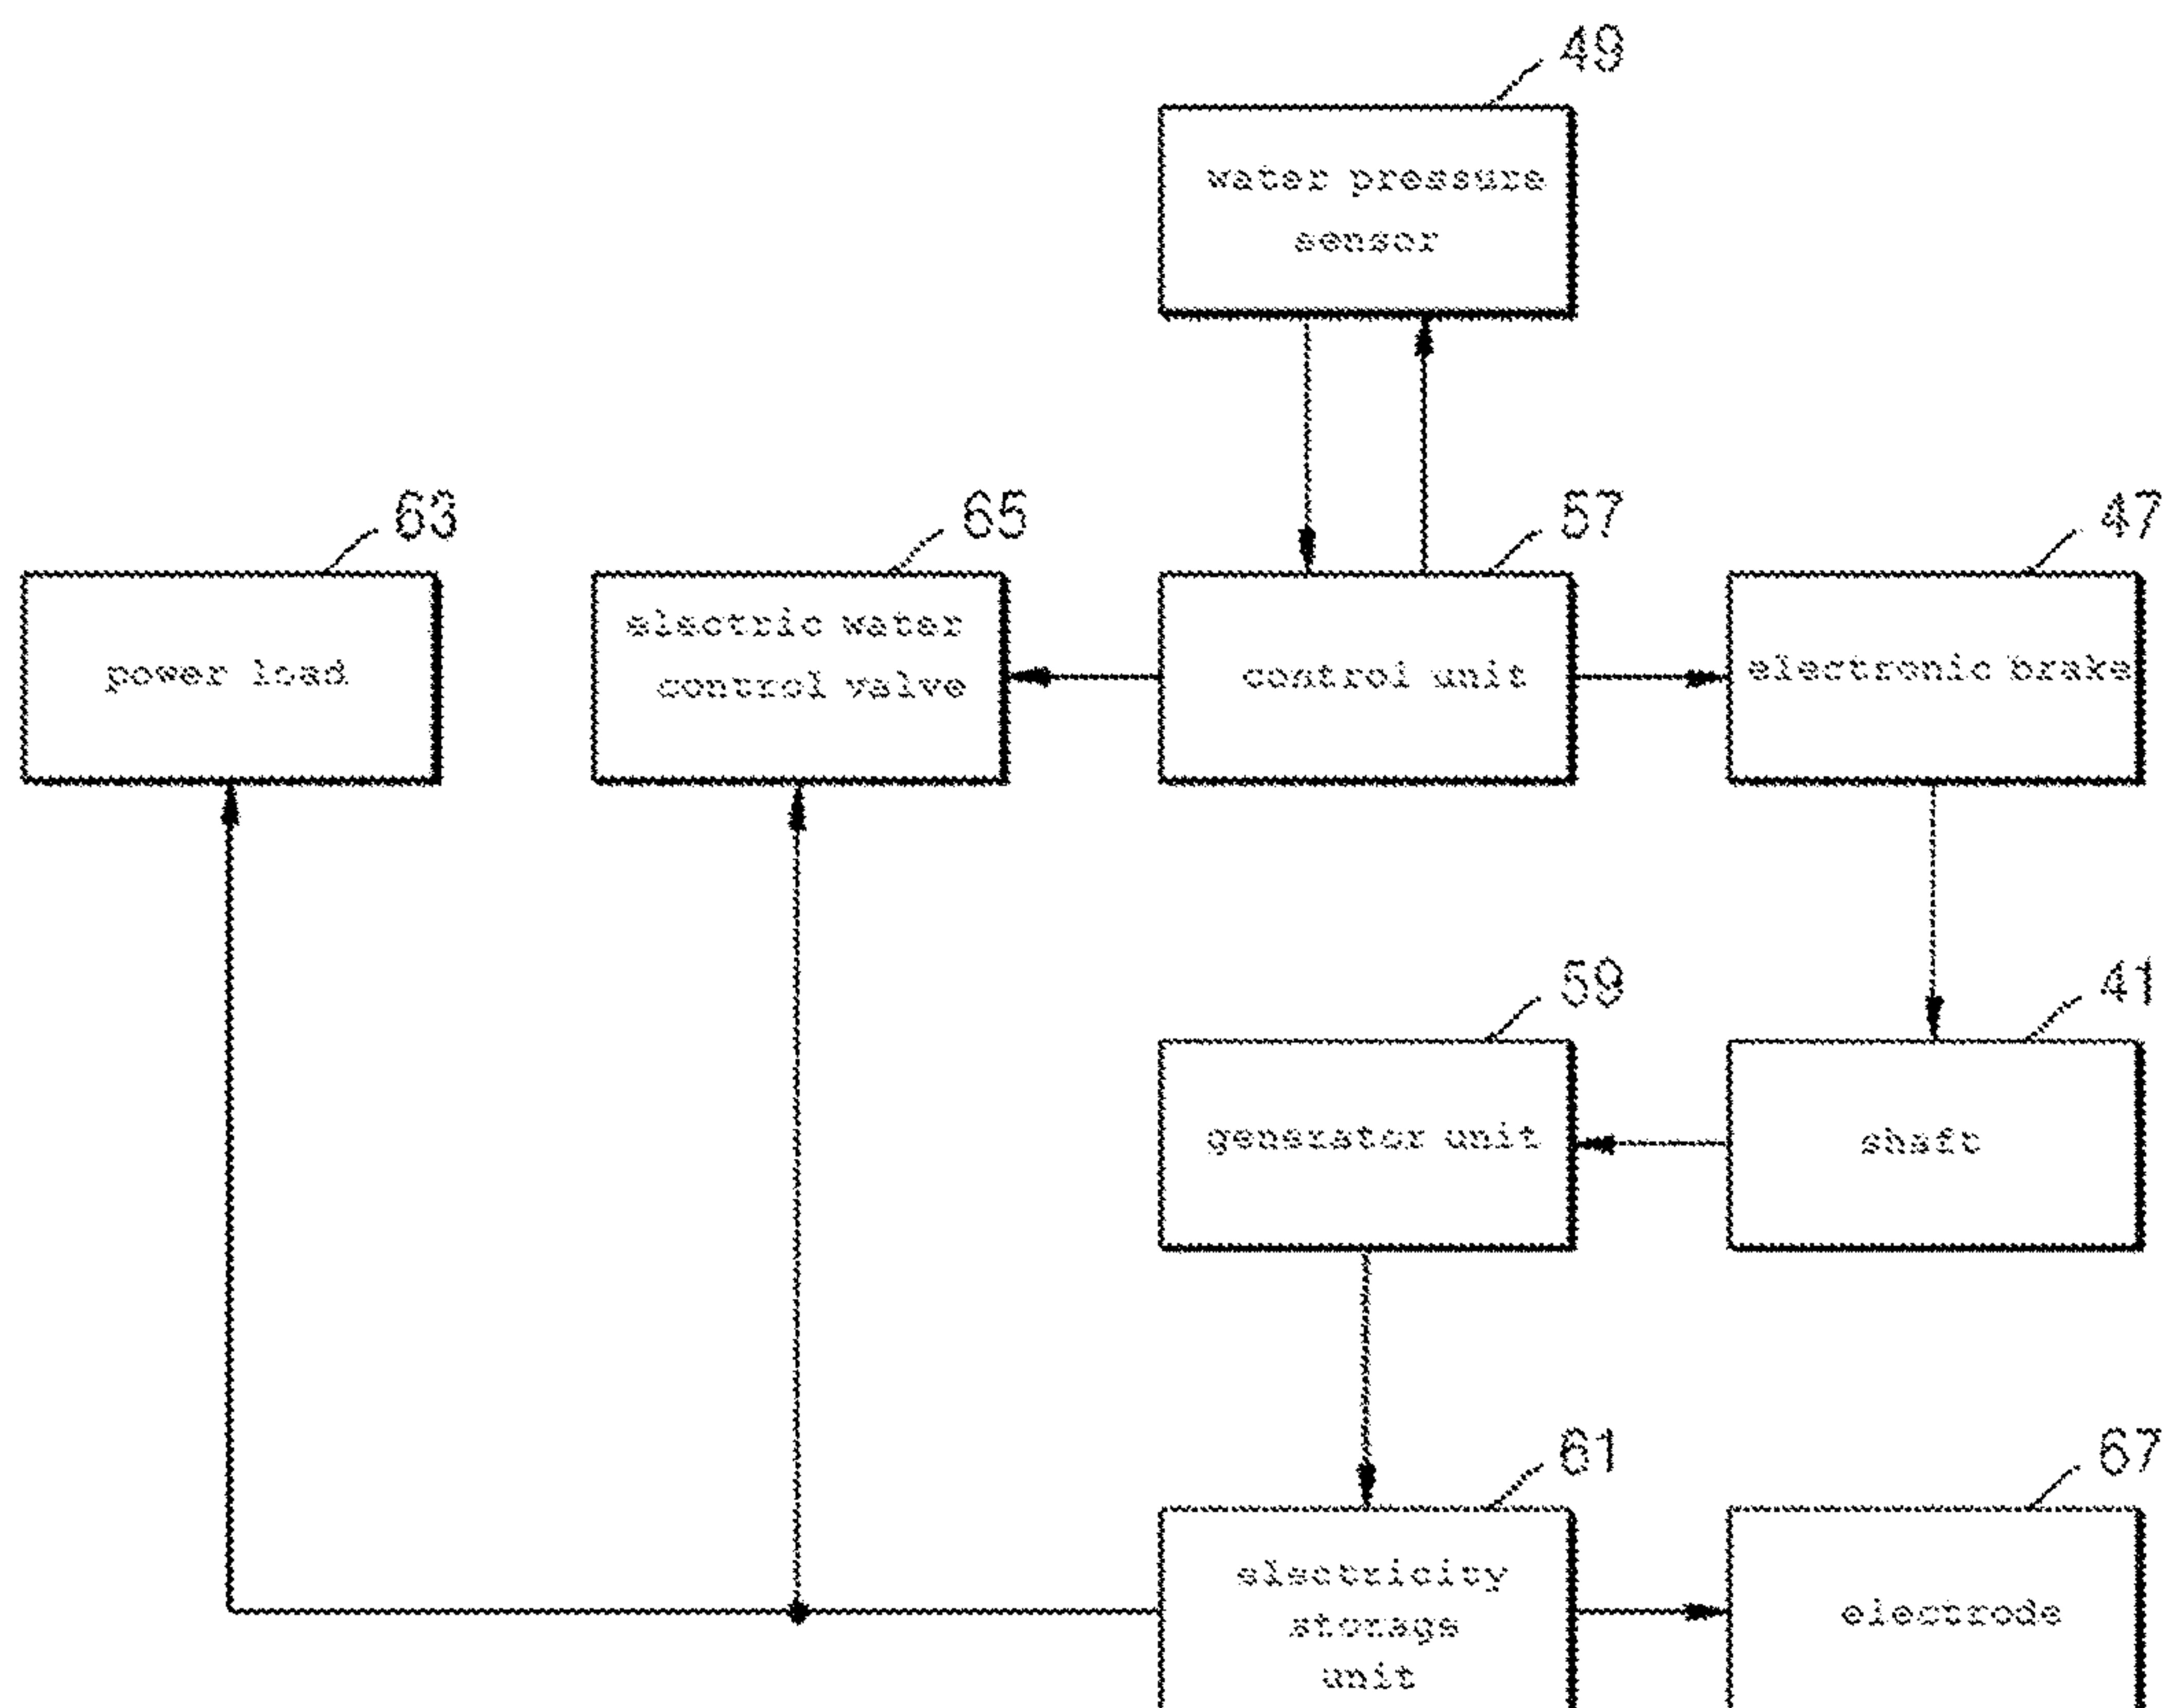 49
water pressure
sensor
63
65
57
47
power load
electric water
control valve
control unit
electronic brake
59
41
generator unit
shaft
61
67
electricity
storage
unit
electrode